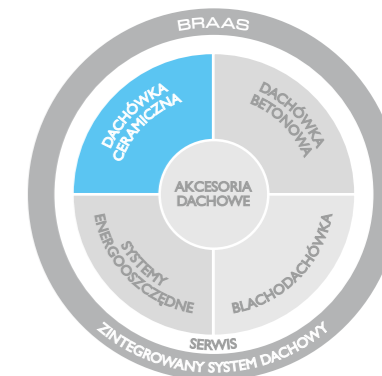 BRAAS
DACHÓWKA
CERAMICZNA
DACHÓWKA
BETONOWA
AKCESORIA
DACHOWE
SYSTEMY
ENERGOOSZCZĘDNE
BLACHODACHÓWKA
SERWIS
ZINTEGROWANY SYSTEM DACHOWY